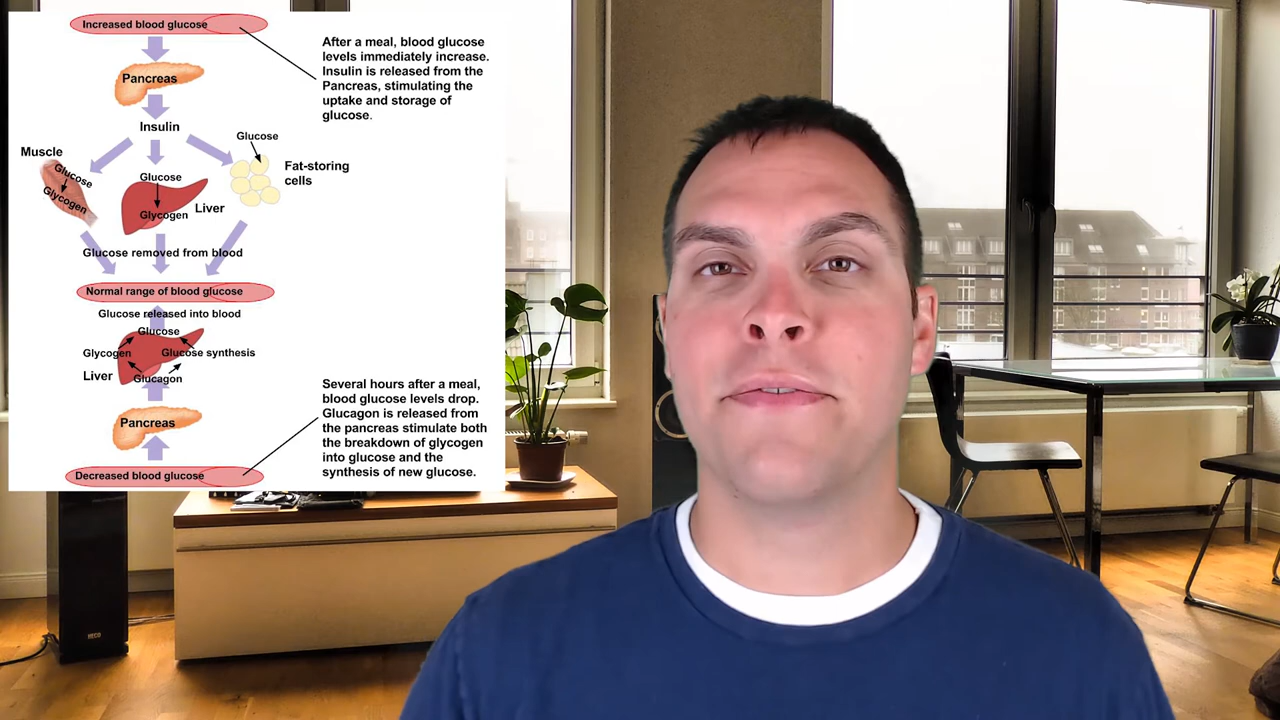 Increased blood glucose
After a meal, blood glucose
levels immediately increase.
Insulin is released from the
Pancreas, stimulating the
uptake and storage of
glucose.
Pancreas
Insulin
Muscle
Glucose
Glycogen
Glucose
Glycogen
Liver
Glucose
Fat-storing
cells
Glucose removed from blood
Normal range of blood glucose
Glucose released into blood
Glucose
Glycogen
Glucose synthesis
Liver
Glucagon
Pancreas
Several hours after a meal,
blood glucose levels drop.
Glucagon is released from
the pancreas stimulate both
the breakdown of glycogen
into glucose and the
synthesis of new glucose.
Decreased blood glucose